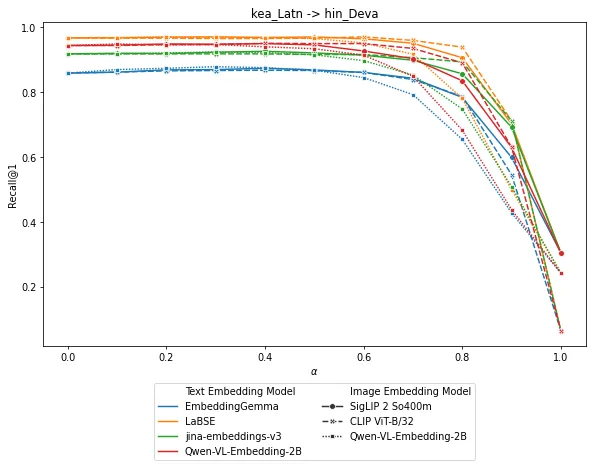 kea_Latn -> hin_Deva
Recall@1
1.0
0.8
0.6
0.4
0.2
0.0
0.2
0.4
0.6
0.8
1.0
α
Text Embedding Model
EmbeddingGemma
LaBSE
jina-embeddings-v3
Qwen-VL-Embedding-2B
Image Embedding Model
SigLIP 2 So400m
CLIP ViT-B/32
Qwen-VL-Embedding-2B